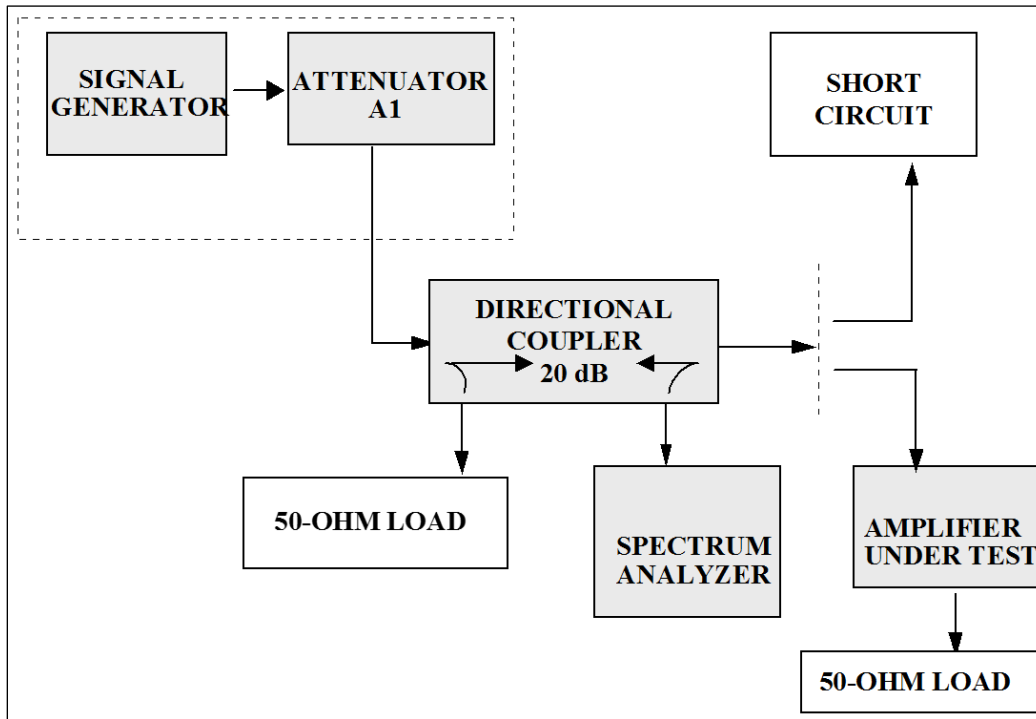 SIGNAL
GENERATOR
ATTENUATOR
A1
SHORT
CIRCUIT
DIRECTIONAL
COUPLER
20 dB
50-OHM LOAD
SPECTRUM
ANALYZER
AMPLIFIER
UNDER TEST
50-OHM LOAD